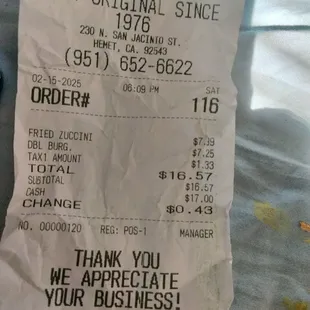 ORIGINAL SINCE
1976
230 N. SAN JACINTO ST.
HEMET, CA. 92543
(951) 652-6622
02-15-2025 06:09 PM SAT
ORDER# 116
FRIED ZUCCINI $7.99
DBL BURG. $7.25
TAX1 AMOUNT $1.33
TOTAL $16.57
SUBTOTAL $16.57
CASH $17.00
CHANGE $0.43
NO. 00000120 REG: POS-1 MANAGER
THANK YOU
WE APPRECIATE
YOUR BUSINESS!